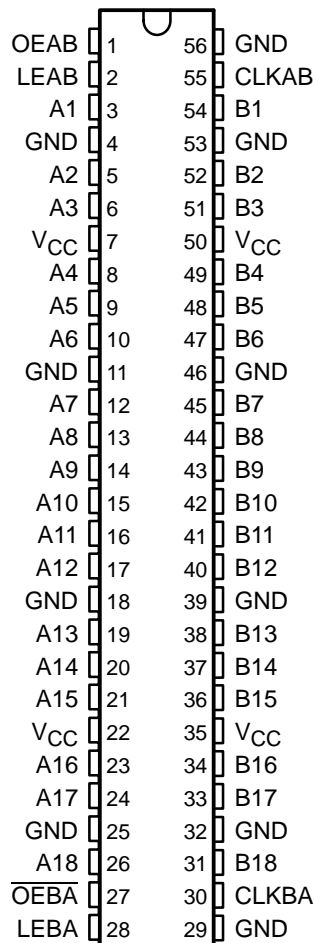 OEAB 1 56 GND
LEAB 2 55 CLKAB
A1 3 54 B1
GND 4 53 GND
A2 5 52 B2
A3 6 51 B3
VCC 7 50 VCC
A4 8 49 B4
A5 9 48 B5
A6 10 47 B6
GND 11 46 GND
A7 12 45 B7
A8 13 44 B8
A9 14 43 B9
A10 15 42 B10
A11 16 41 B11
A12 17 40 B12
GND 18 39 GND
A13 19 38 B13
A14 20 37 B14
A15 21 36 B15
VCC 22 35 VCC
A16 23 34 B16
A17 24 33 B17
GND 25 32 GND
A18 26 31 B18
O̅E̅B̅A̅ 27 30 CLKBA
LEBA 28 29 GND